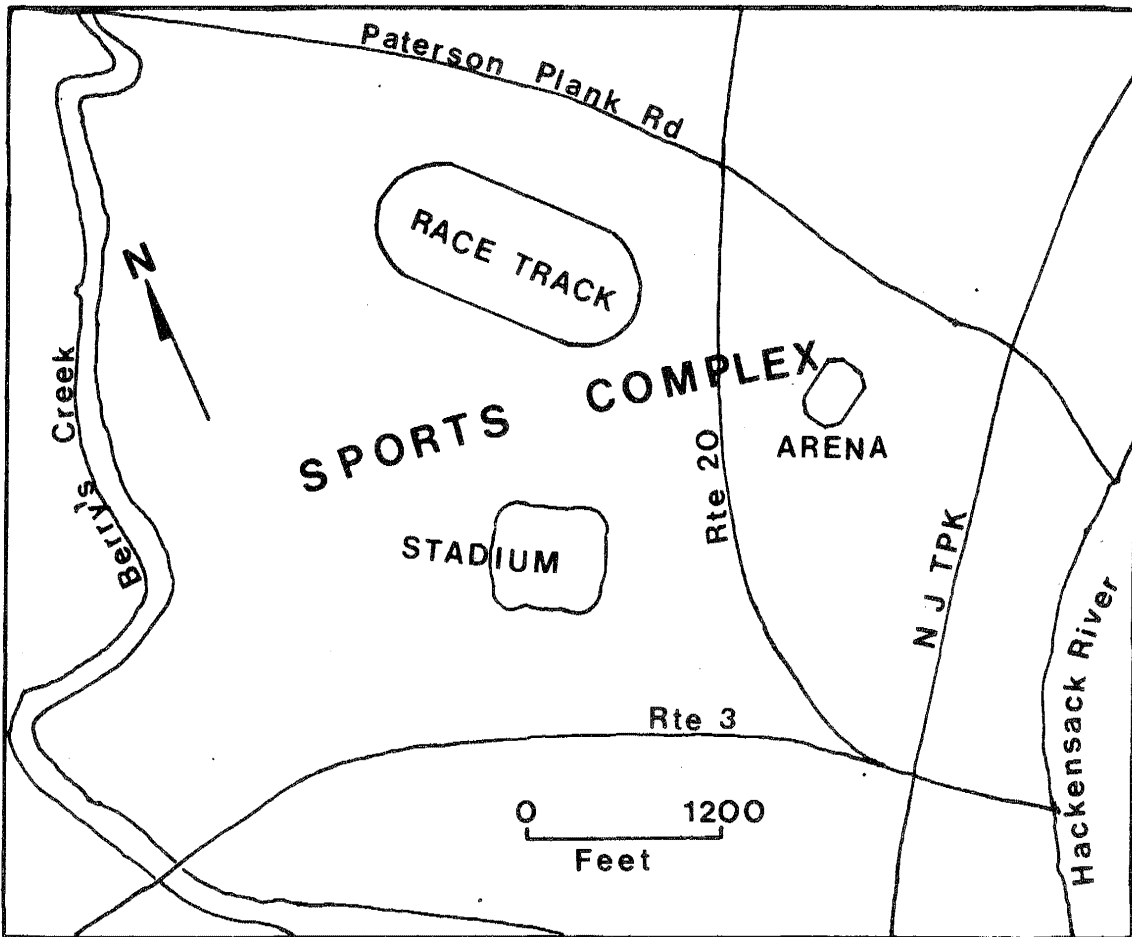 Paterson Plank Rd
RACE TRACK
N
SPORTS COMPLEX
Berry's Creek
ARENA
Rte 20
STADIUM
N J TPK
Hackensack River
Rte 3
0 1200
Feet